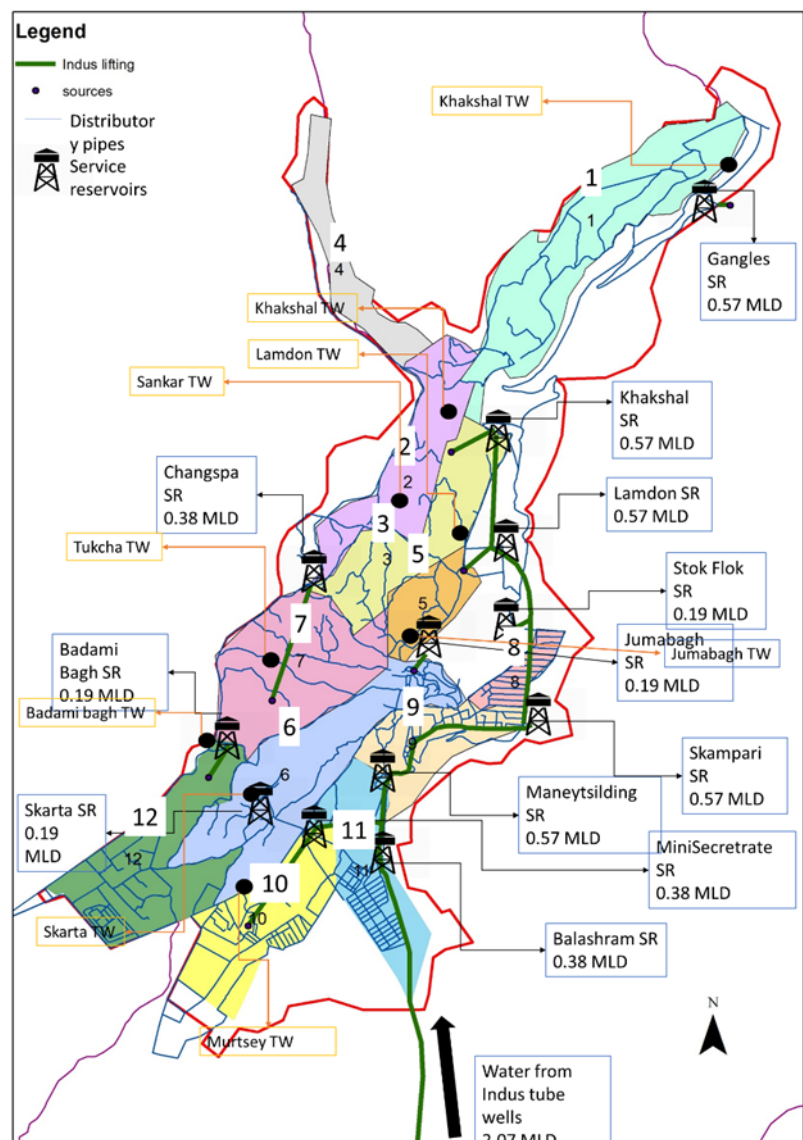 Legend
Indus lifting
sources
Distributor
y pipes
Service
reservoirs
Khakshal TW
1
1
Gangles
SR
0.57 MLD
4
4
Khakshal TW
Lamdon TW
Sankar TW
Khakshal
SR
0.57 MLD
2
2
Changspa
SR
0.38 MLD
Lamdon SR
0.57 MLD
3
3
5
5
Tukcha TW
Stok Flok
SR
0.19 MLD
7
7
8
8
Jumabagh
SR
0.19 MLD
Jumabagh TW
Badami
Bagh SR
0.19 MLD
Badami bagh TW
6
6
9
9
Skampari
SR
0.57 MLD
Maneytsilding
SR
0.57 MLD
Skarta SR
0.19
MLD
12
12
11
11
MiniSecretrate
SR
0.38 MLD
10
10
Skarta TW
Balashram SR
0.38 MLD
Murtsey TW
N
Water from
Indus tube
wells
2.07 MLD